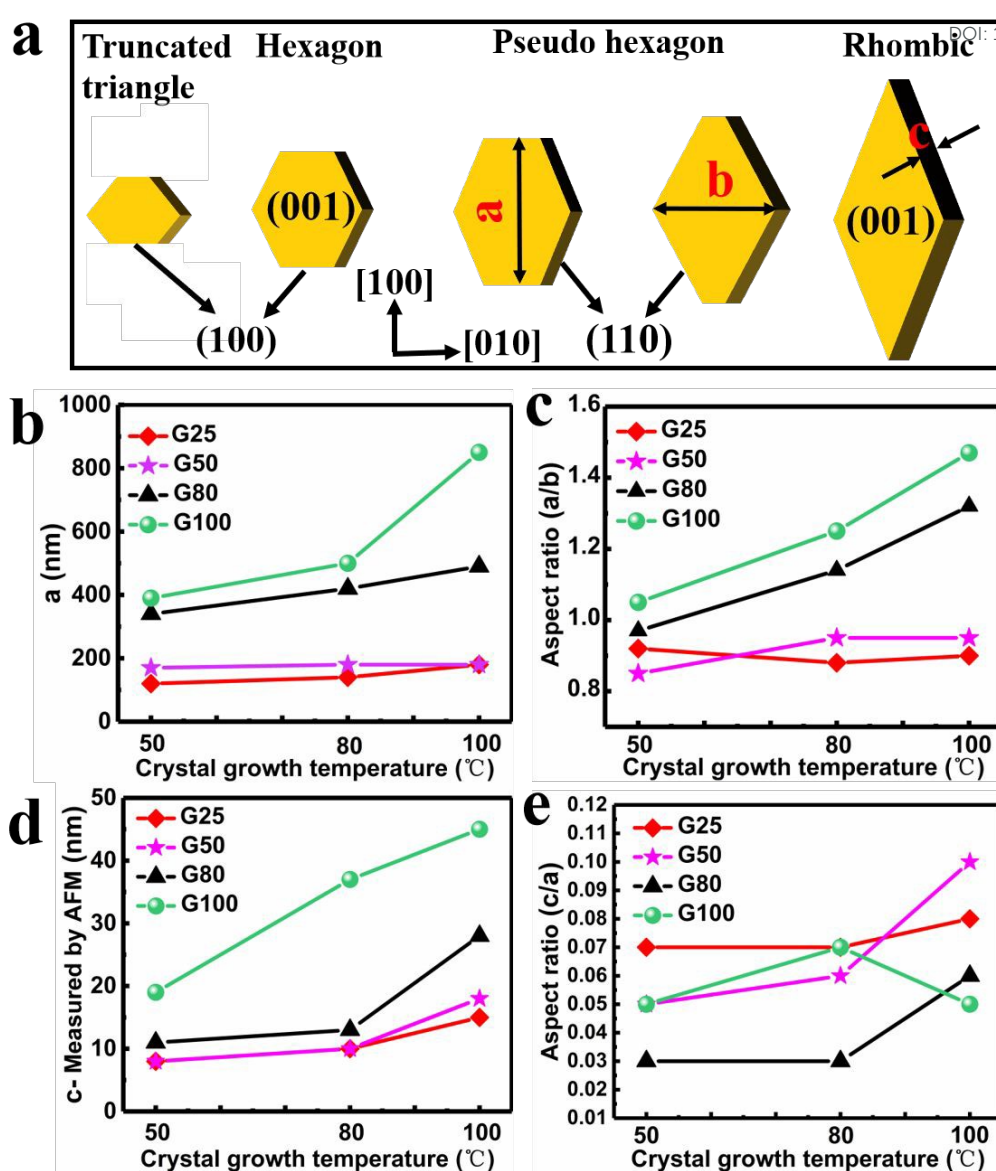 a
Truncated
triangle
Hexagon
Pseudo hexagon
Rhombic
DOI: 1
(001)
a
b
c
(001)
[100]
[010]
(100)
(110)
b
1000
800
600
400
200
0
a (nm)
G25
G50
G80
G100
50
80
100
Crystal growth temperature (℃)
c
1.6
1.4
1.2
1.0
0.8
Aspect ratio (a/b)
G25
G50
G80
G100
50
80
100
Crystal growth temperature (℃)
d
50
40
30
20
10
0
c- Measured by AFM (nm)
G25
G50
G80
G100
50
80
100
Crystal growth temperature (℃)
e
0.12
0.11
0.10
0.09
0.08
0.07
0.06
0.05
0.04
0.03
0.02
0.01
Aspect ratio (c/a)
G25
G50
G80
G100
50
80
100
Crystal growth temperature (℃)